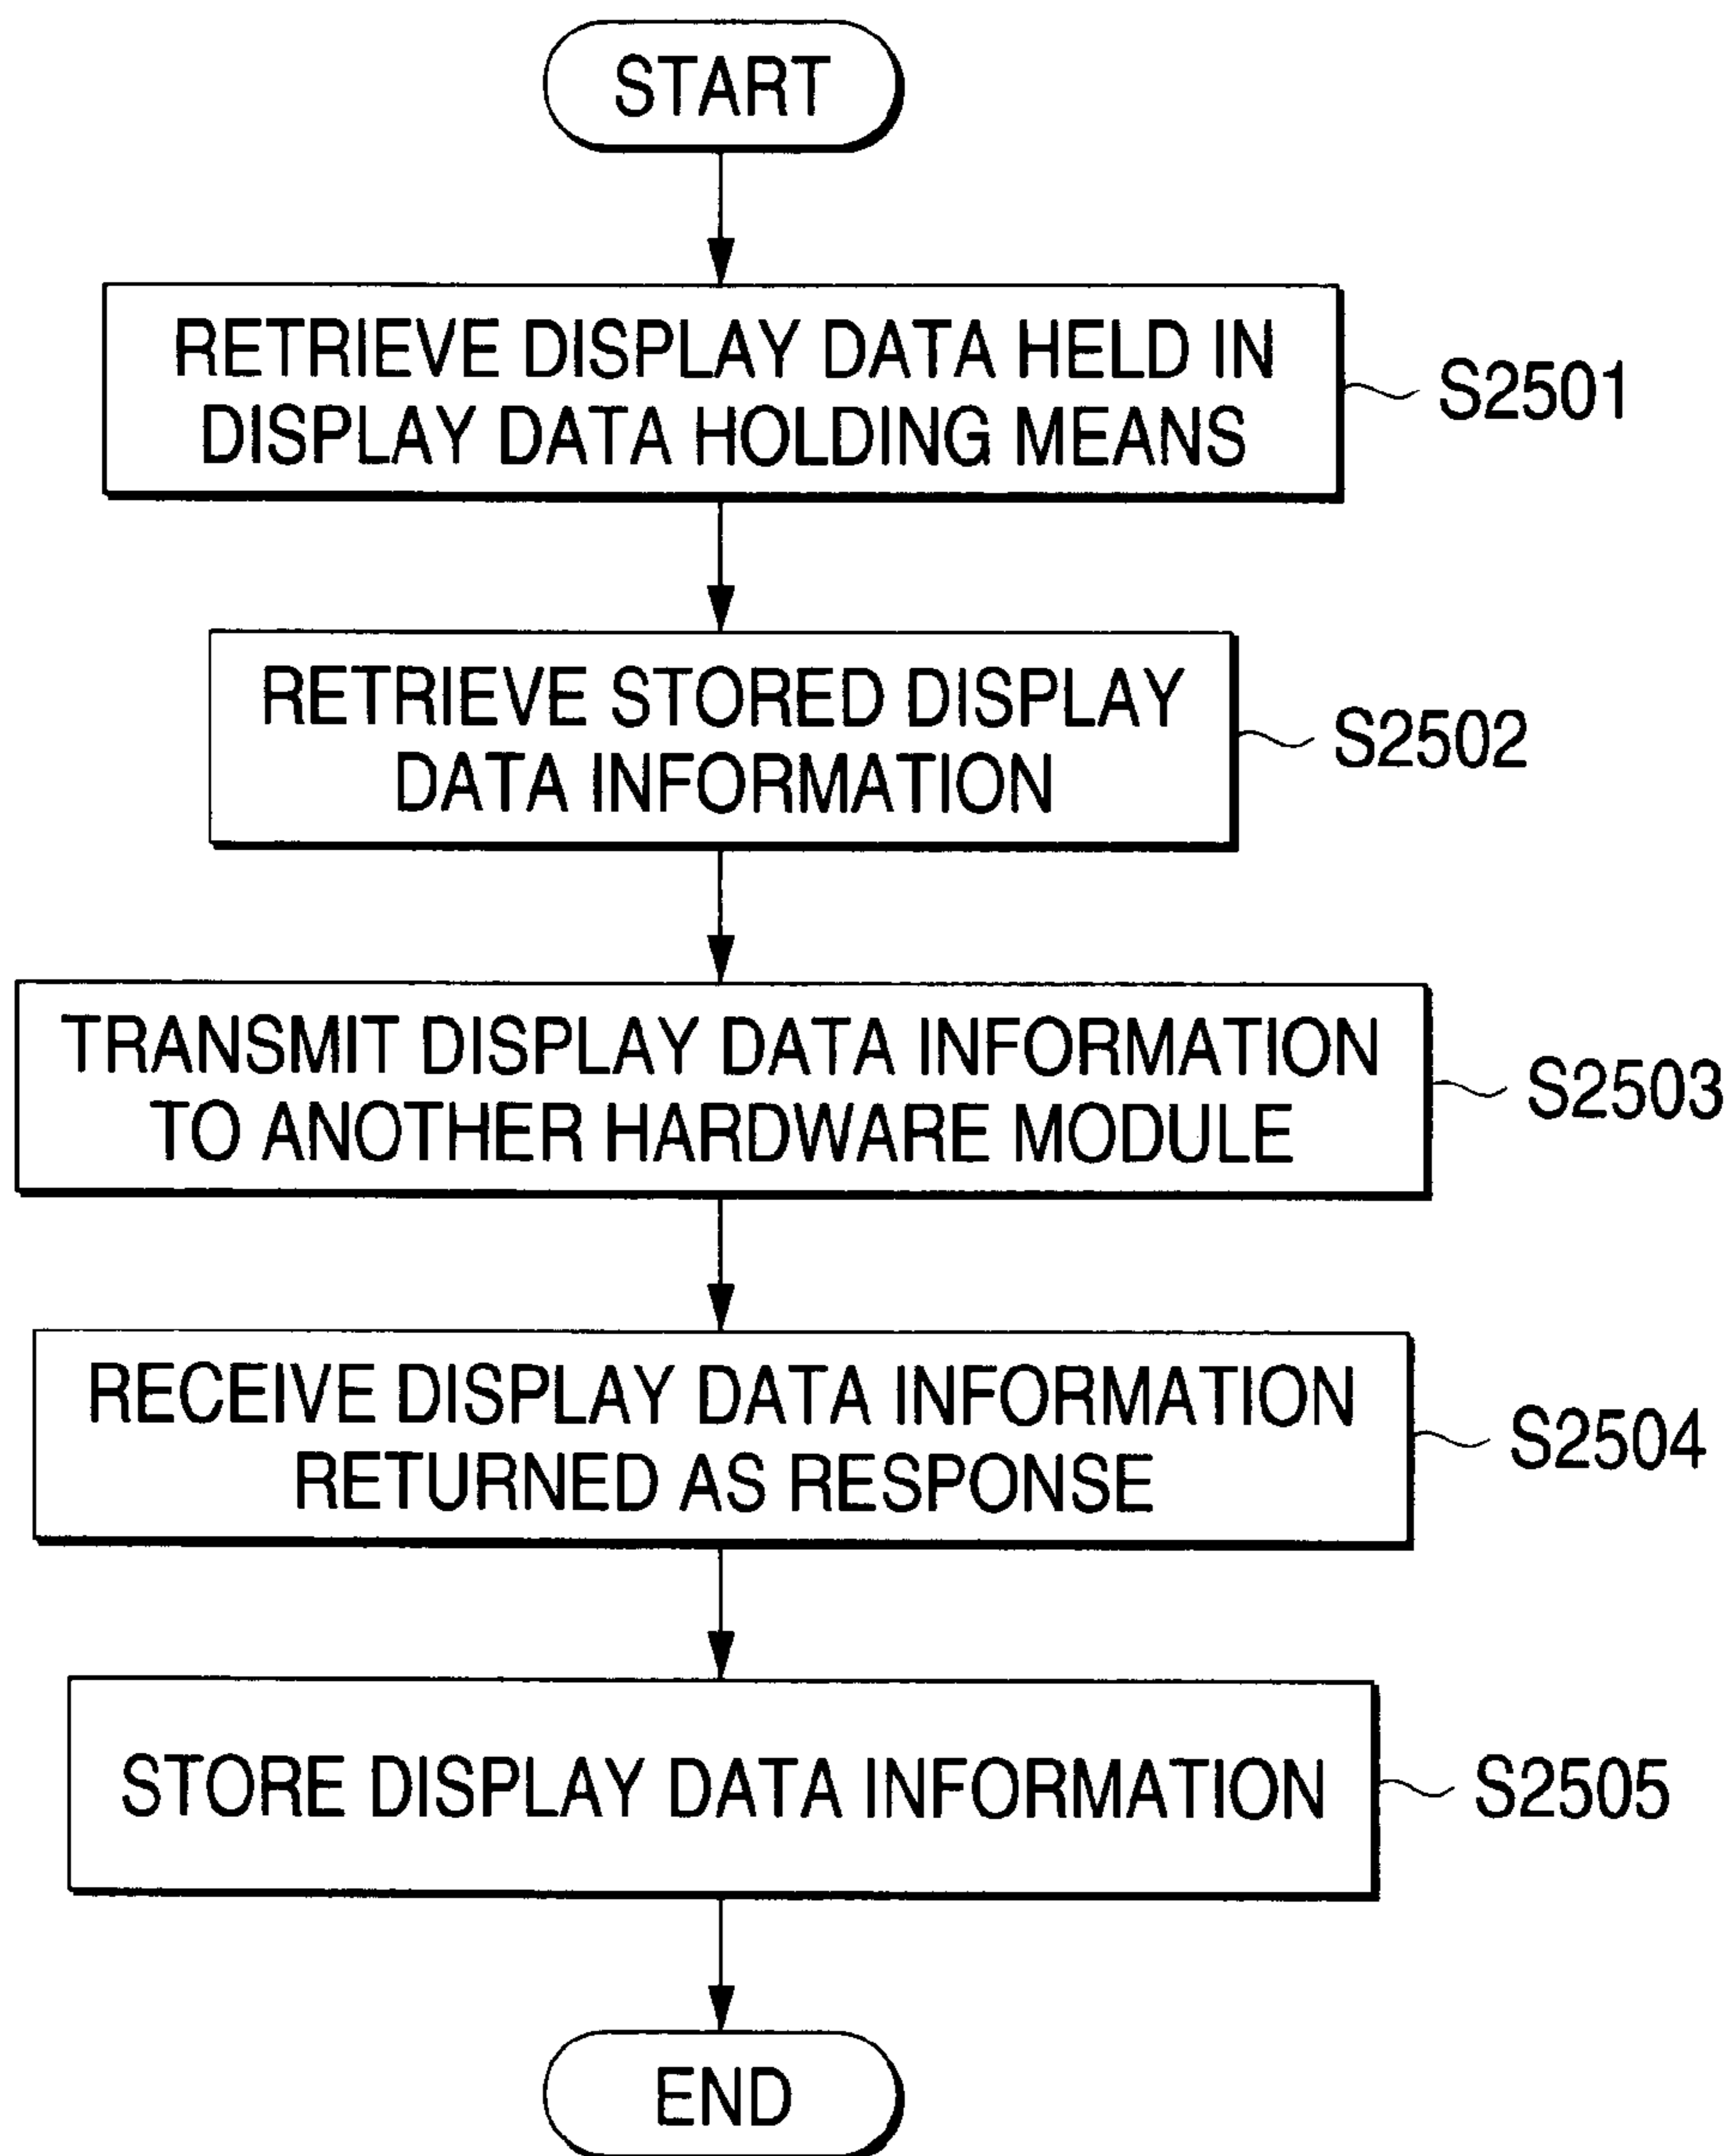 START
RETRIEVE DISPLAY DATA HELD IN
DISPLAY DATA HOLDING MEANS
S2501
RETRIEVE STORED DISPLAY
DATA INFORMATION
S2502
TRANSMIT DISPLAY DATA INFORMATION
TO ANOTHER HARDWARE MODULE
S2503
RECEIVE DISPLAY DATA INFORMATION
RETURNED AS RESPONSE
S2504
STORE DISPLAY DATA INFORMATION
S2505
END